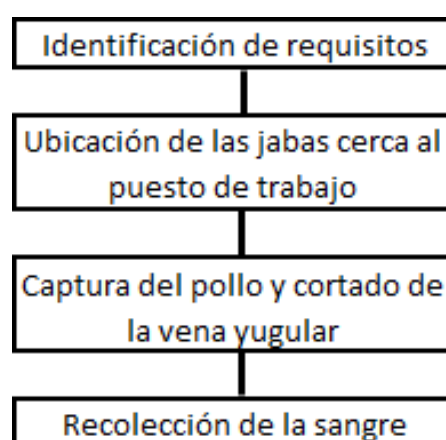 Identificación de requisitos
Ubicación de las jabas cerca al
puesto de trabajo
Captura del pollo y cortado de
la vena yugular
Recolección de la sangre